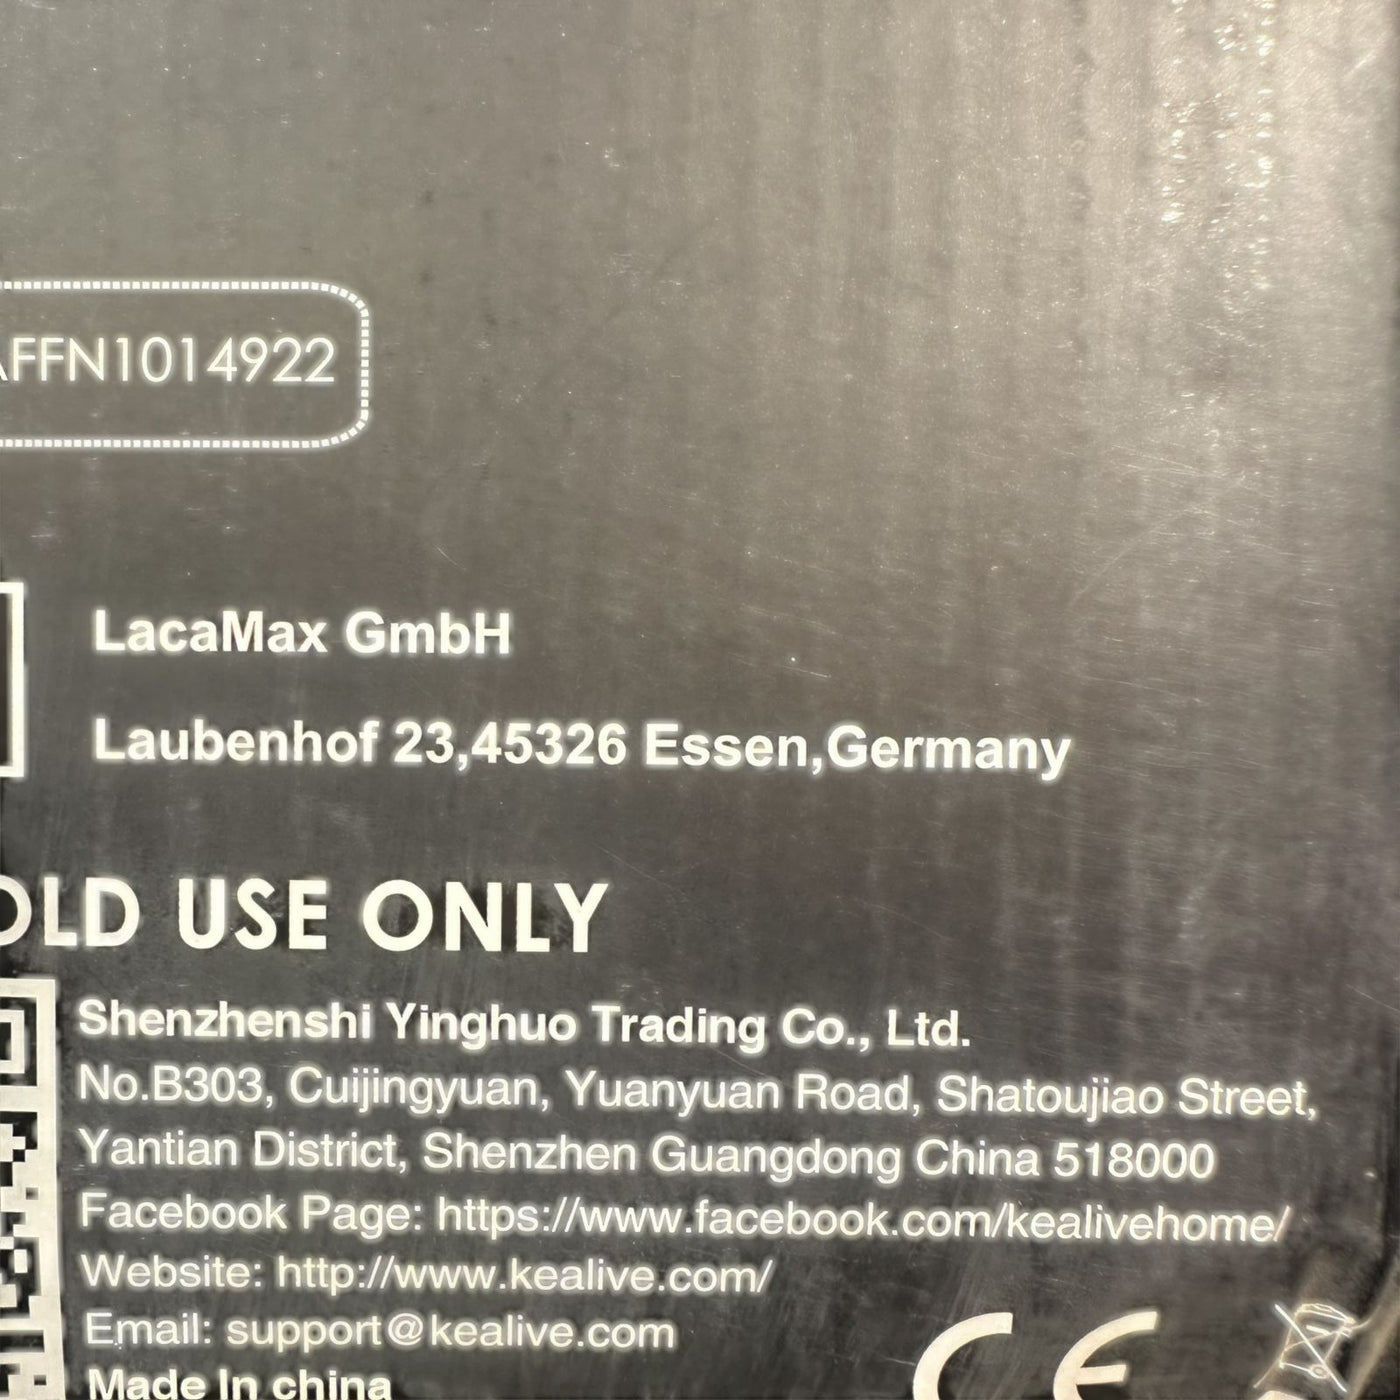 AFFN1014922
LacaMax GmbH
Laubenhof 23,45326 Essen,Germany
OLD USE ONLY
Shenzhenshi Yinghuo Trading Co., Ltd.
No.B303, Cuijingyuan, Yuanyuan Road, Shatoujiao Street,
Yantian District, Shenzhen Guangdong China 518000
Facebook Page: https://www.facebook.com/kealivehome/
Website: http://www.kealive.com/
Email: support@kealive.com
Made In china
CE